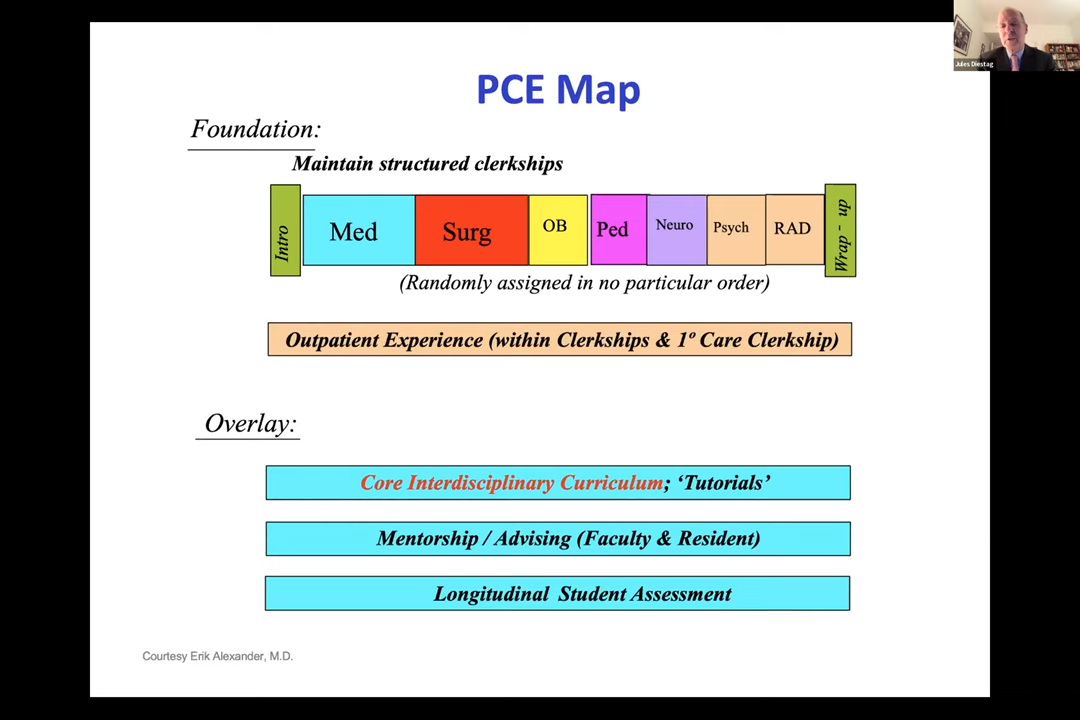 PCE Map
Jules Dienstag
Foundation:
Maintain structured clerkships
Intro
Med
Surg
OB
Ped
Neuro
Psych
RAD
Wrap - up
(Randomly assigned in no particular order)
Outpatient Experience (within Clerkships & 1º Care Clerkship)
Overlay:
Core Interdisciplinary Curriculum; ‘Tutorials’
Mentorship / Advising (Faculty & Resident)
Longitudinal Student Assessment
Courtesy Erik Alexander, M.D.